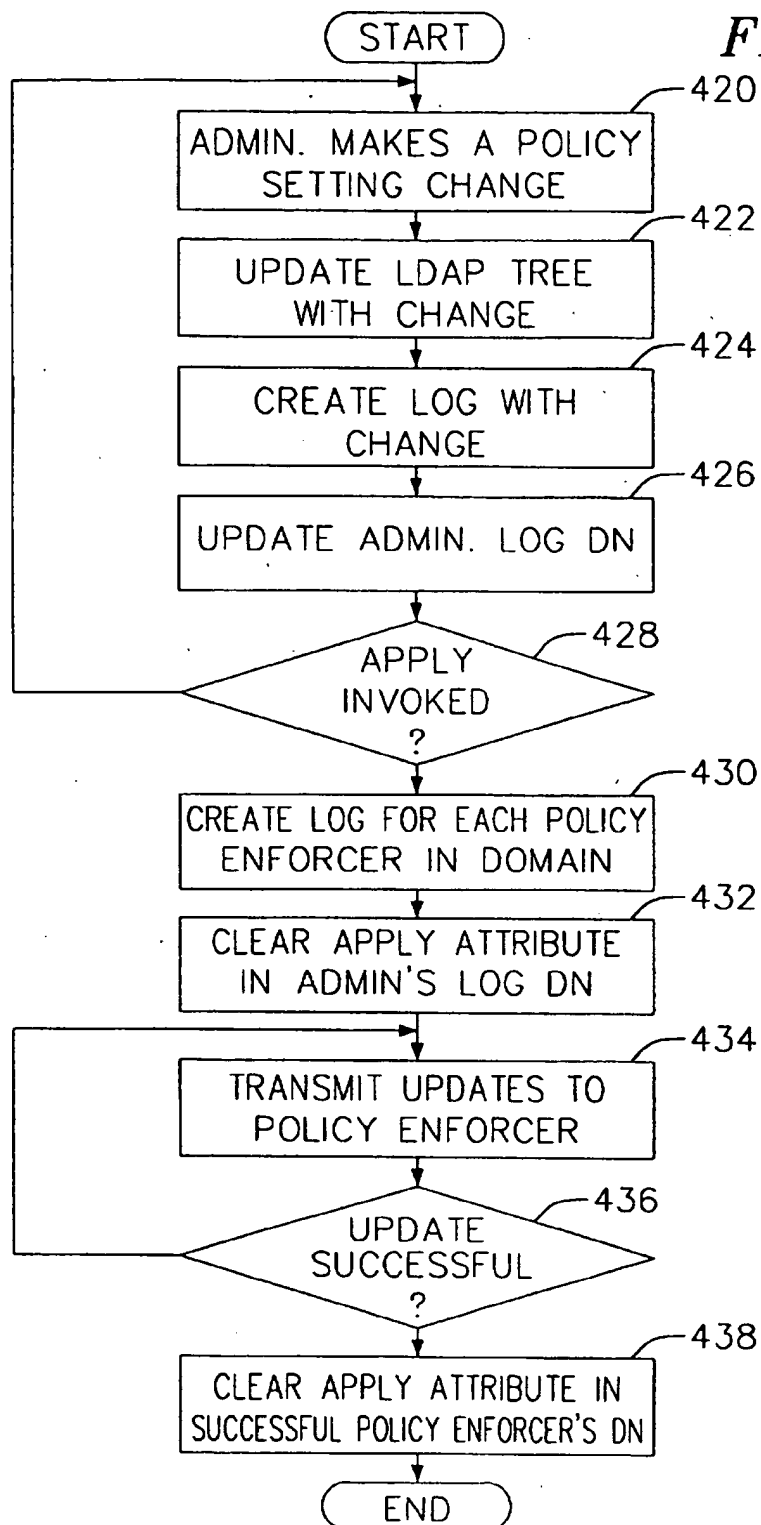 START
420
ADMIN. MAKES A POLICY
SETTING CHANGE
422
UPDATE LDAP TREE
WITH CHANGE
424
CREATE LOG WITH
CHANGE
426
UPDATE ADMIN. LOG DN
428
APPLY
INVOKED
?
430
CREATE LOG FOR EACH POLICY
ENFORCER IN DOMAIN
432
CLEAR APPLY ATTRIBUTE
IN ADMIN'S LOG DN
434
TRANSMIT UPDATES TO
POLICY ENFORCER
436
UPDATE
SUCCESSFUL
?
438
CLEAR APPLY ATTRIBUTE IN
SUCCESSFUL POLICY ENFORCER'S DN
END